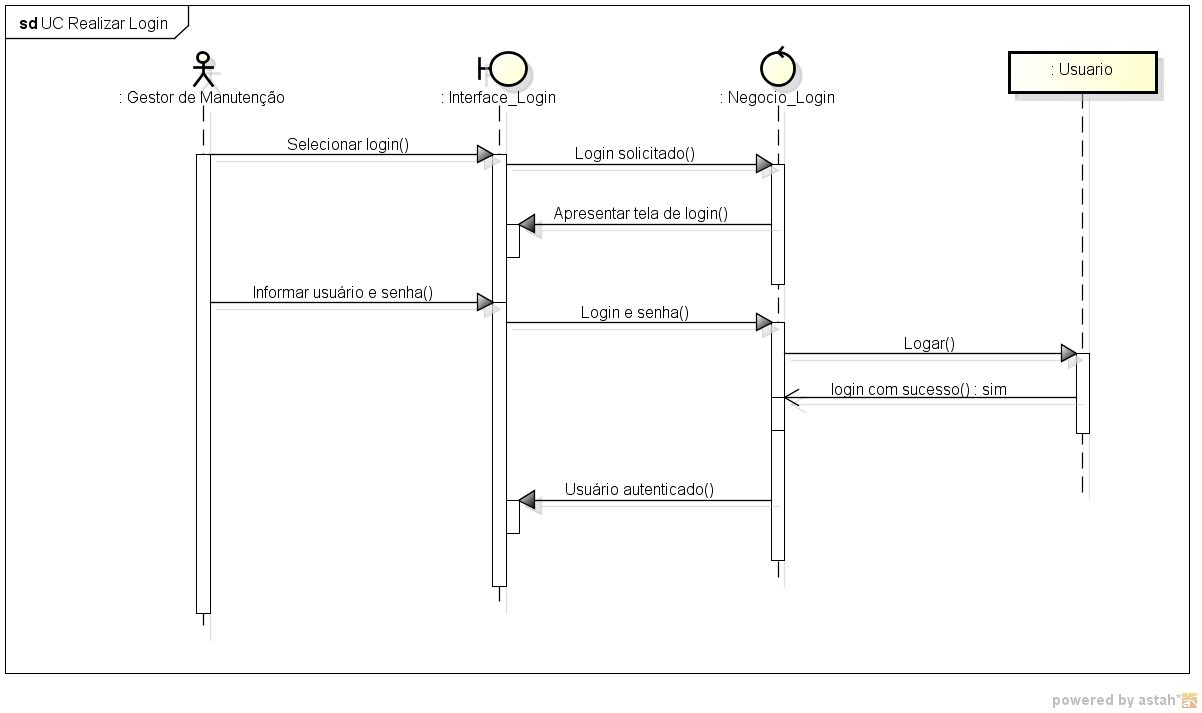 sd UC Realizar Login
: Gestor de Manutenção
: Interface_Login
: Negocio_Login
: Usuario
Selecionar login()
Login solicitado()
Apresentar tela de login()
Informar usuário e senha()
Login e senha()
Logar()
login com sucesso() : sim
Usuário autenticado()
powered by astah*